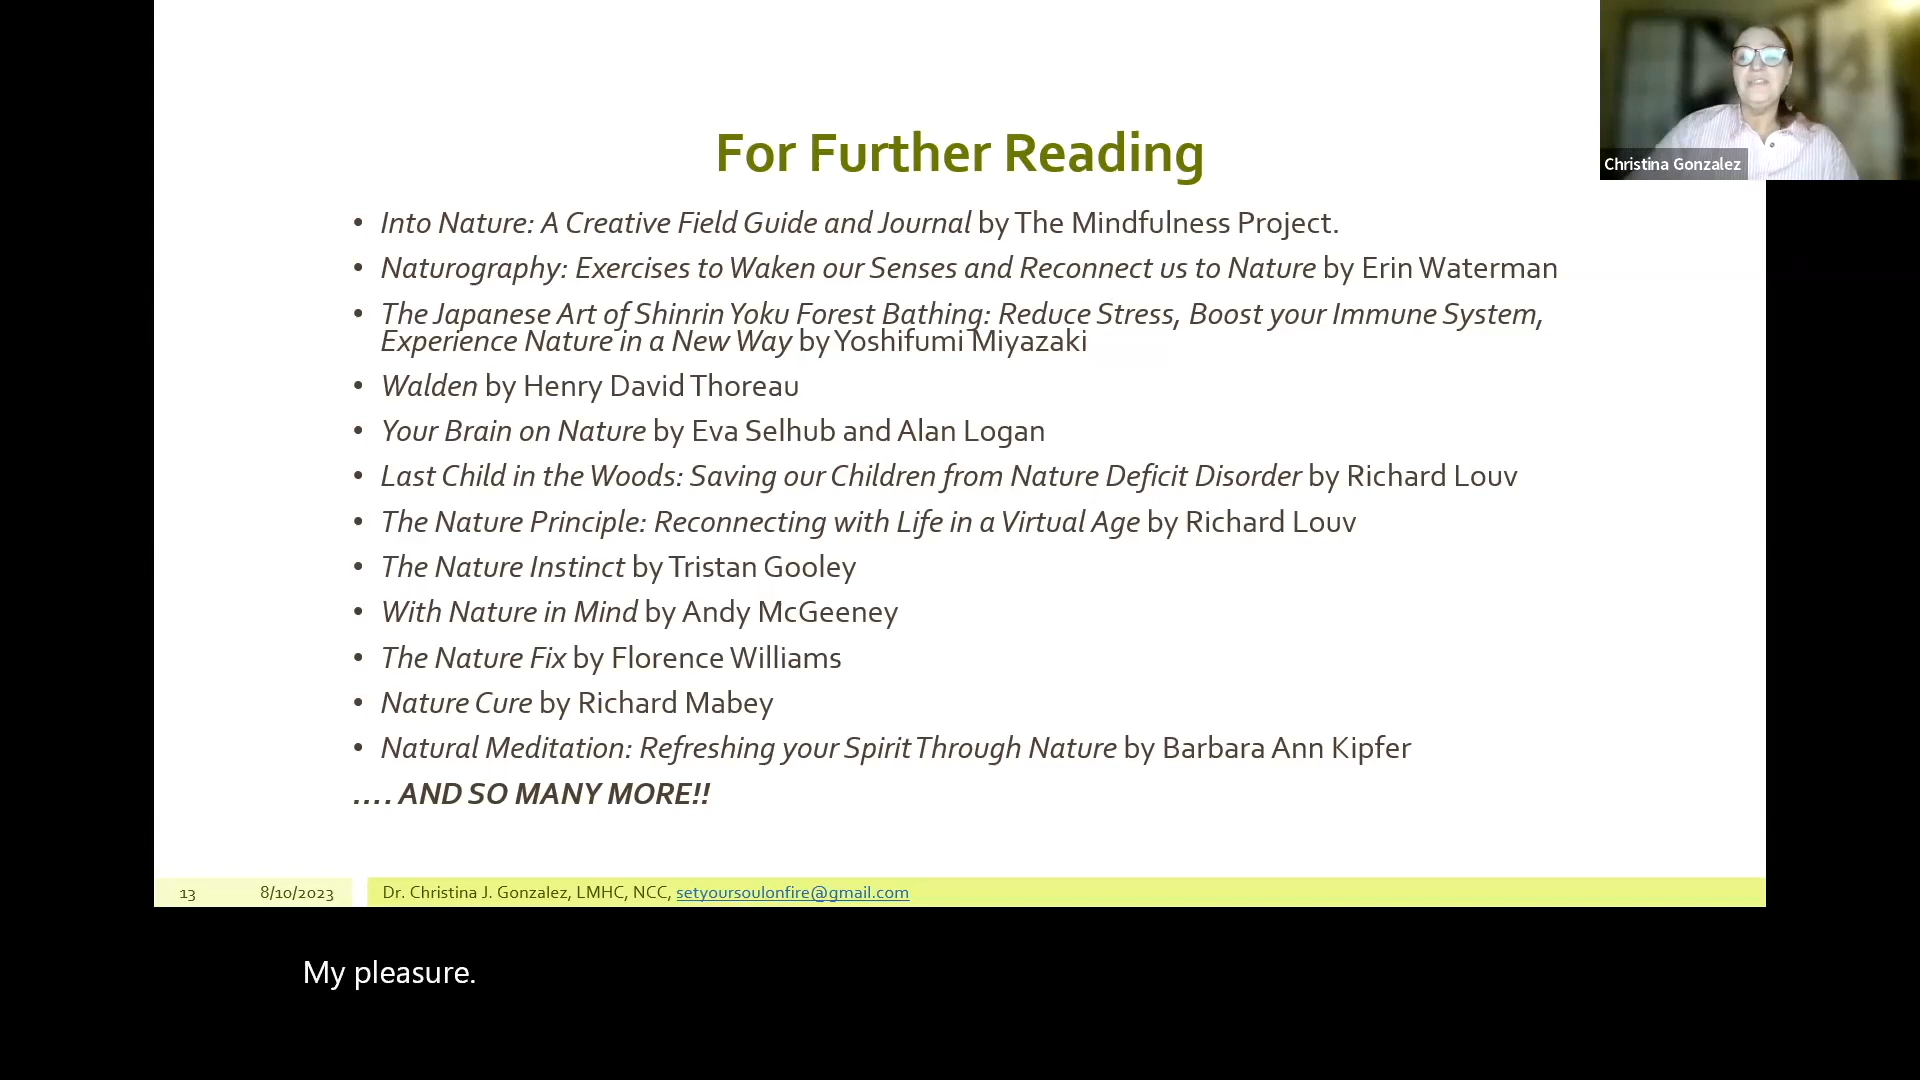 For Further Reading
Christina Gonzalez
• Into Nature: A Creative Field Guide and Journal by The Mindfulness Project.
• Naturography: Exercises to Waken our Senses and Reconnect us to Nature by Erin Waterman
• The Japanese Art of Shinrin Yoku Forest Bathing: Reduce Stress, Boost your Immune System,
Experience Nature in a New Way by Yoshifumi Miyazaki
• Walden by Henry David Thoreau
• Your Brain on Nature by Eva Selhub and Alan Logan
• Last Child in the Woods: Saving our Children from Nature Deficit Disorder by Richard Louv
• The Nature Principle: Reconnecting with Life in a Virtual Age by Richard Louv
• The Nature Instinct by Tristan Gooley
• With Nature in Mind by Andy McGeeney
• The Nature Fix by Florence Williams
• Nature Cure by Richard Mabey
• Natural Meditation: Refreshing your Spirit Through Nature by Barbara Ann Kipfer
.... AND SO MANY MORE!!
13 8/10/2023 Dr. Christina J. Gonzalez, LMHC, NCC, setyoursoulonfire@gmail.com
My pleasure.